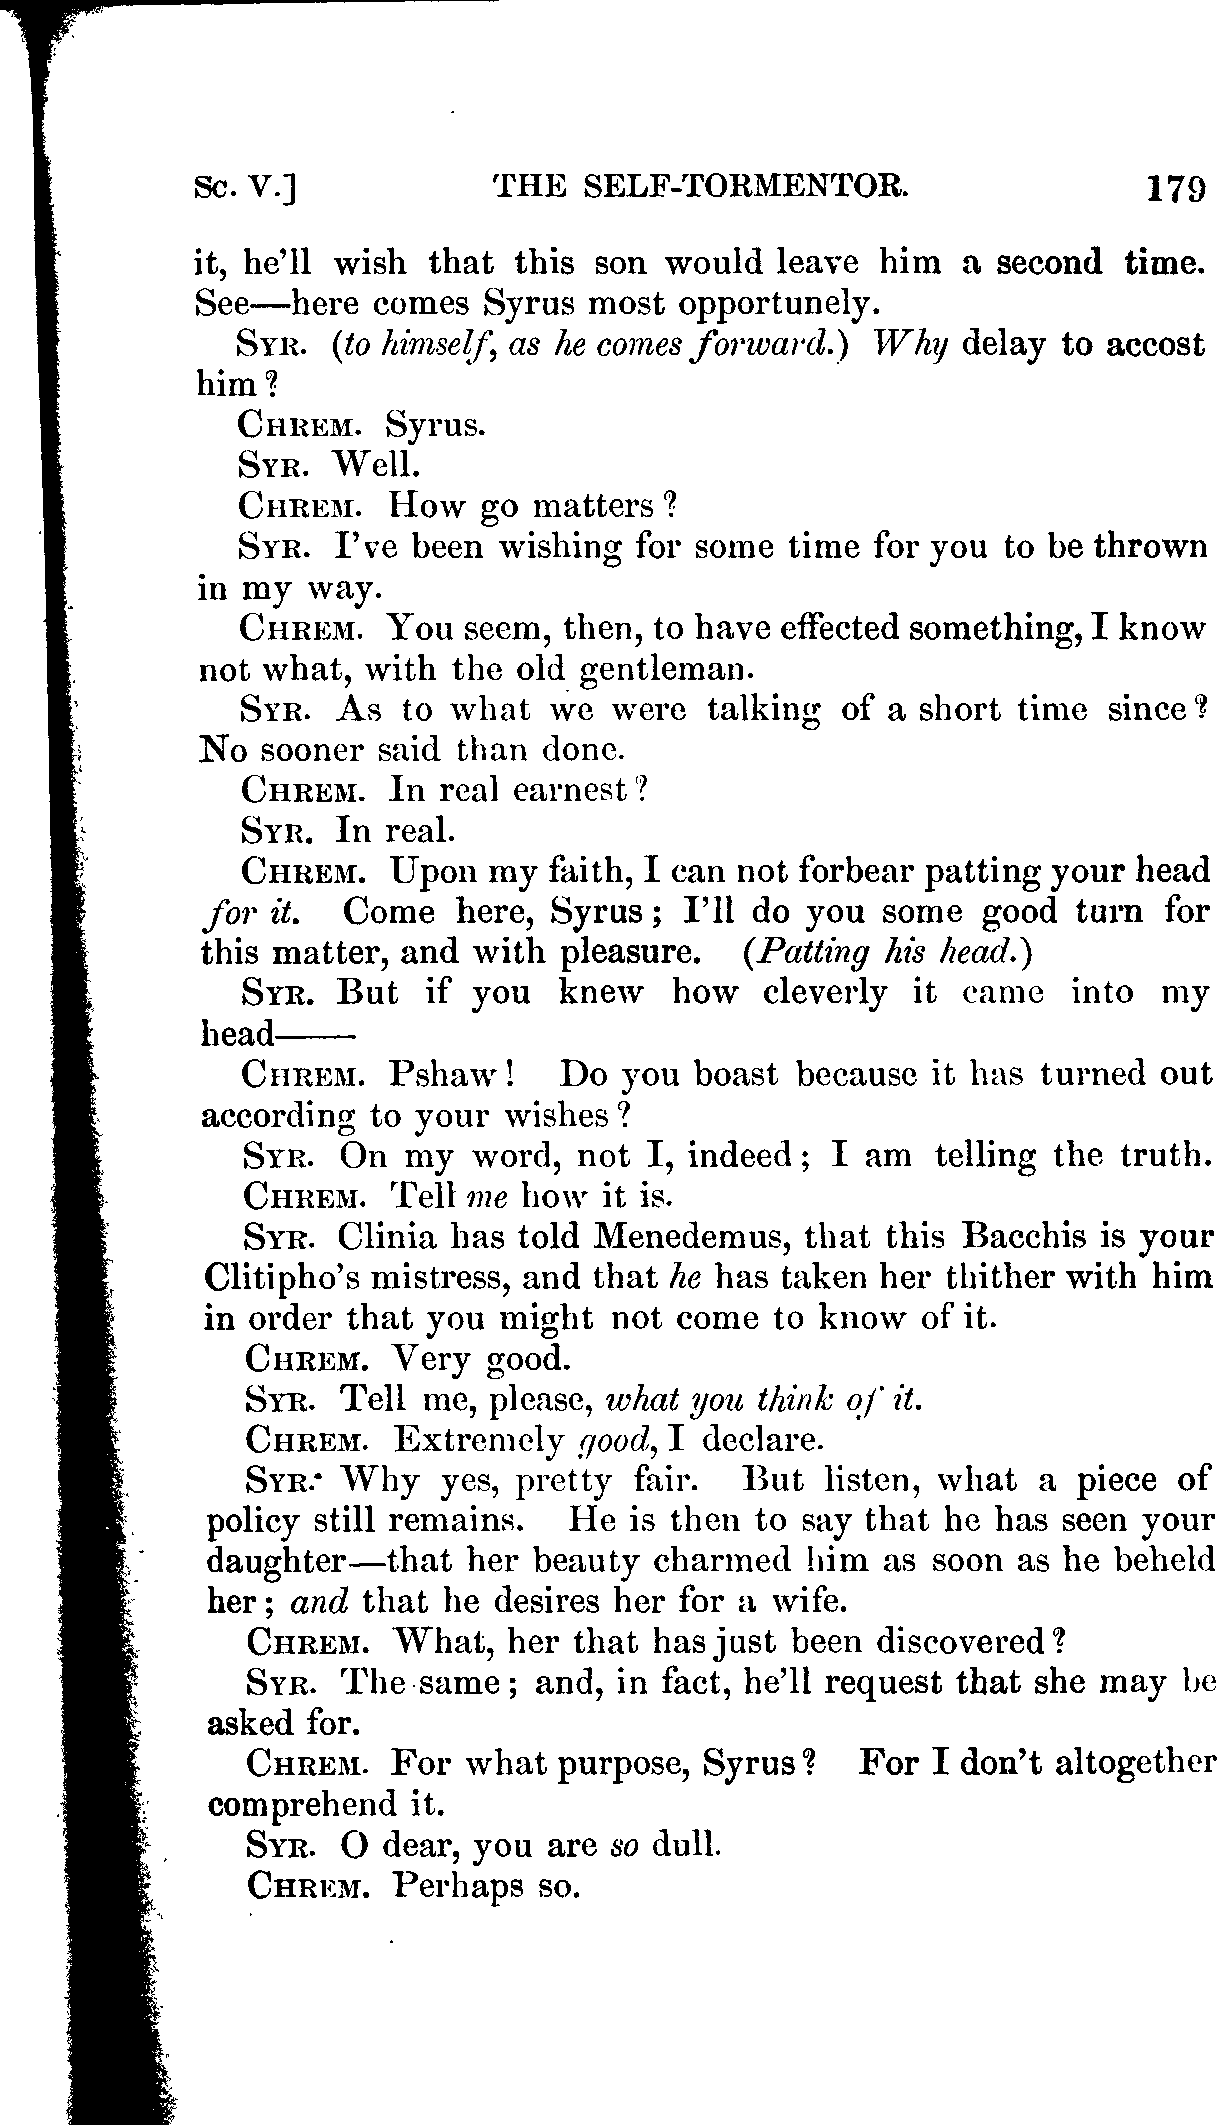 Sc. V.] THE SELF-TORMENTOR. 179
it, he'll wish that this son would leave him a second time.
See—here comes Syrus most opportunely.
SYR. (to himself, as he comes forward.) Why delay to accost
him?
CHREM. Syrus.
SYR. Well.
CHREM. How go matters?
SYR. I've been wishing for some time for you to be thrown
in my way.
CHREM. You seem, then, to have effected something, I know
not what, with the old gentleman.
SYR. As to what we were talking of a short time since?
No sooner said than done.
CHREM. In real earnest?
SYR. In real.
CHREM. Upon my faith, I can not forbear patting your head
for it. Come here, Syrus; I'll do you some good turn for
this matter, and with pleasure. (Patting his head.)
SYR. But if you knew how cleverly it came into my
head——
CHREM. Pshaw! Do you boast because it has turned out
according to your wishes?
SYR. On my word, not I, indeed; I am telling the truth.
CHREM. Tell me how it is.
SYR. Clinia has told Menedemus, that this Bacchis is your
Clitipho's mistress, and that he has taken her thither with him
in order that you might not come to know of it.
CHREM. Very good.
SYR. Tell me, please, what you think of it.
CHREM. Extremely good, I declare.
SYR. Why yes, pretty fair. But listen, what a piece of
policy still remains. He is then to say that he has seen your
daughter—that her beauty charmed him as soon as he beheld
her; and that he desires her for a wife.
CHREM. What, her that has just been discovered?
SYR. The same; and, in fact, he'll request that she may be
asked for.
CHREM. For what purpose, Syrus? For I don't altogether
comprehend it.
SYR. O dear, you are so dull.
CHREM. Perhaps so.